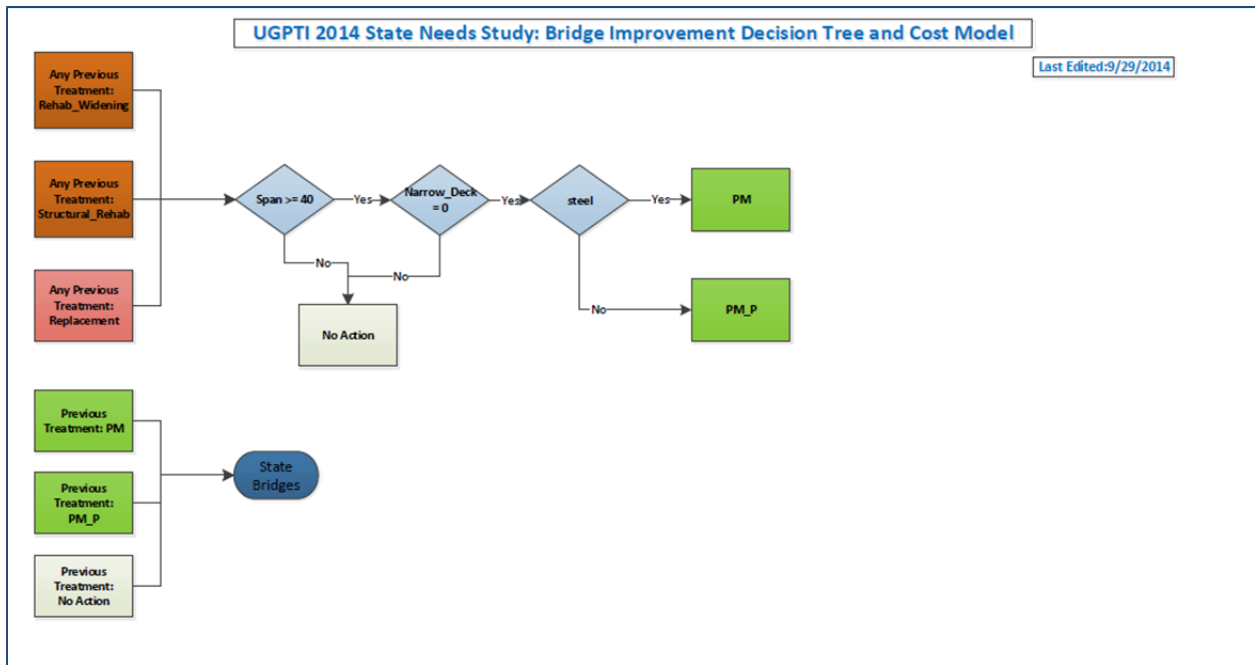 UGPTI 2014 State Needs Study: Bridge Improvement Decision Tree and Cost Model
Last Edited:9/29/2014
Any Previous
Treatment:
Rehab_Widening
Any Previous
Treatment:
Structural_Rehab
Span >= 40
Yes
Narrow_Deck
= 0
Yes
steel
Yes
PM
No
No
No
Any Previous
Treatment:
Replacement
No Action
PM_P
Previous
Treatment: PM
Previous
Treatment:
PM_P
State
Bridges
Previous
Treatment:
No Action